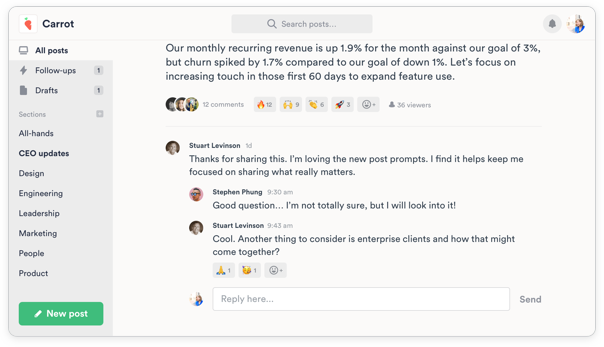 Carrot
Search posts...
All posts
Follow-ups 1
Drafts 1
Sections
All-hands
CEO updates
Design
Engineering
Leadership
Marketing
People
Product
New post
Our monthly recurring revenue is up 1.9% for the month against our goal of 3%,
but churn spiked by 1.7% compared to our goal of down 1%. Let's focus on
increasing touch in those first 60 days to expand feature use.
12 comments 🔥 12 🙌 9 👏 6 🚀 3 + 36 viewers
Stuart Levinson 1d
Thanks for sharing this. I'm loving the new post prompts. I find it helps keep me
focused on sharing what really matters.
Stephen Phung 9:30 am
Good question... I'm not totally sure, but I will look into it!
Stuart Levinson 9:43 am
Cool. Another thing to consider is enterprise clients and how that might
come together?
🙏 1 🥳 1 +
Reply here... Send